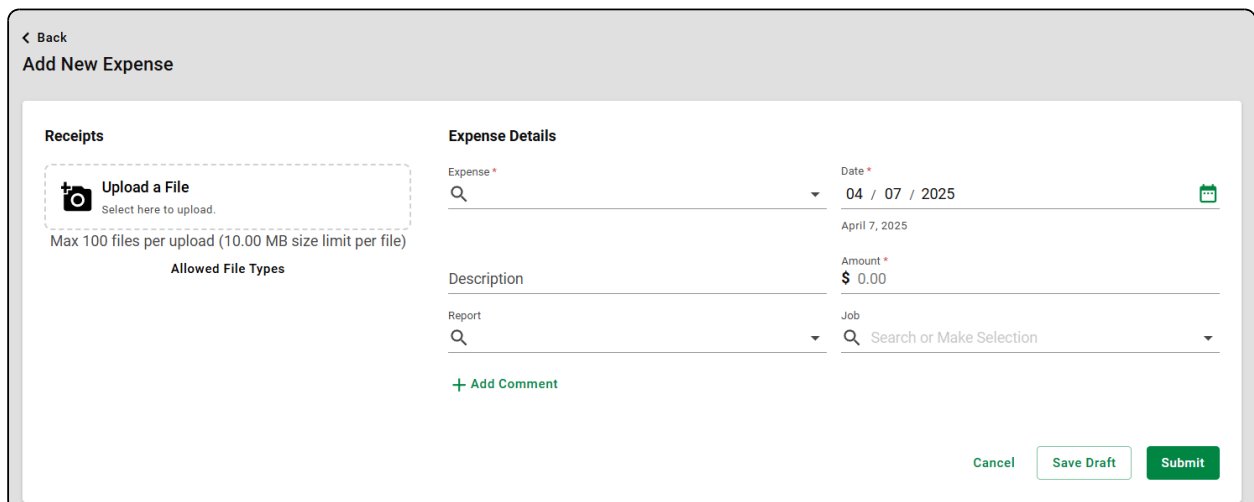 Back
Add New Expense
Receipts
Upload a File
Select here to upload.
Max 100 files per upload (10.00 MB size limit per file)
Allowed File Types
Expense Details
Expense *
Date *
04 / 07 / 2025
April 7, 2025
Description
Amount *
$ 0.00
Report
Job
Search or Make Selection
+ Add Comment
Cancel
Save Draft
Submit